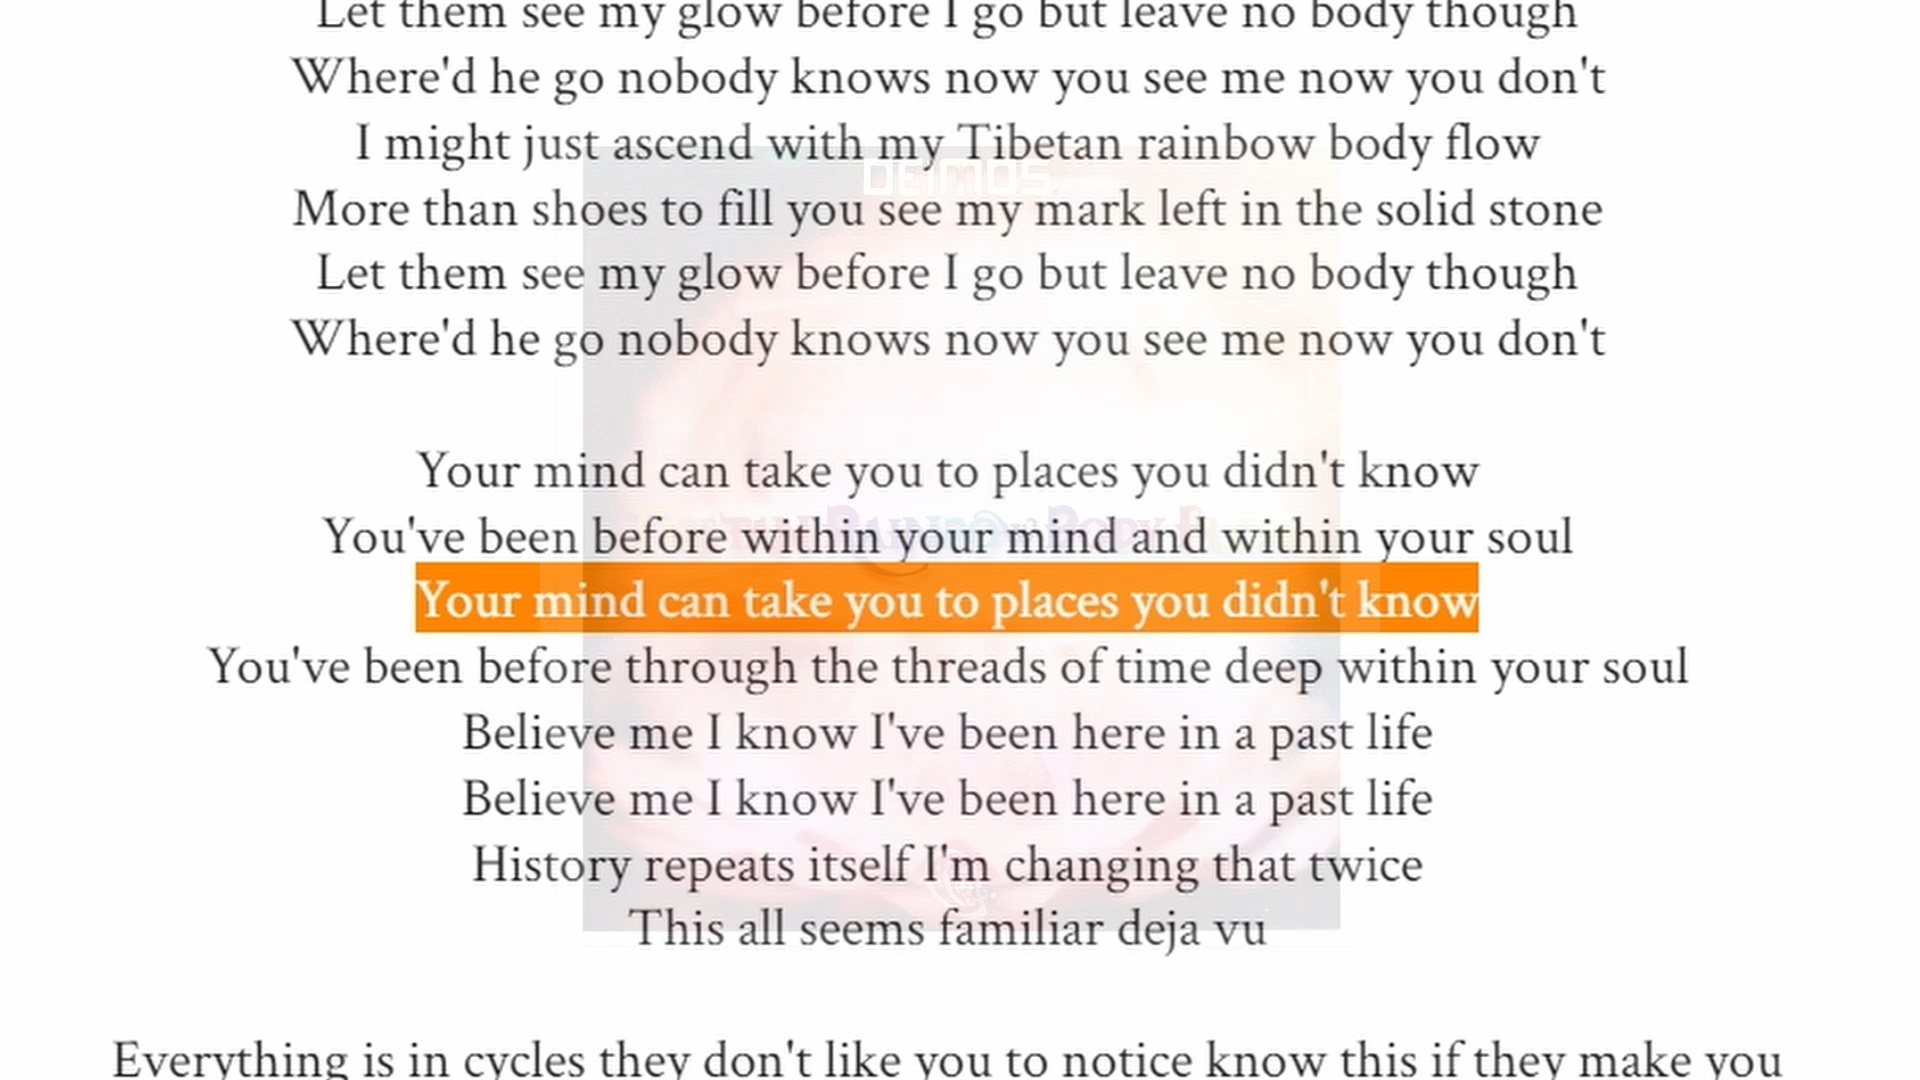 Let them see my glow before I go but leave no body though
Where'd he go nobody knows now you see me now you don't
I might just ascend with my Tibetan rainbow body flow
DEIMOS
More than shoes to fill you see my mark left in the solid stone
Let them see my glow before I go but leave no body though
Where'd he go nobody knows now you see me now you don't
Your mind can take you to places you didn't know
Rainbow Body
You've been before within your mind and within your soul
Your mind can take you to places you didn't know
You've been before through the threads of time deep within your soul
Believe me I know I've been here in a past life
Believe me I know I've been here in a past life
History repeats itself I'm changing that twice
This all seems familiar deja vu
Everything is in cycles they don't like you to notice know this if they make you